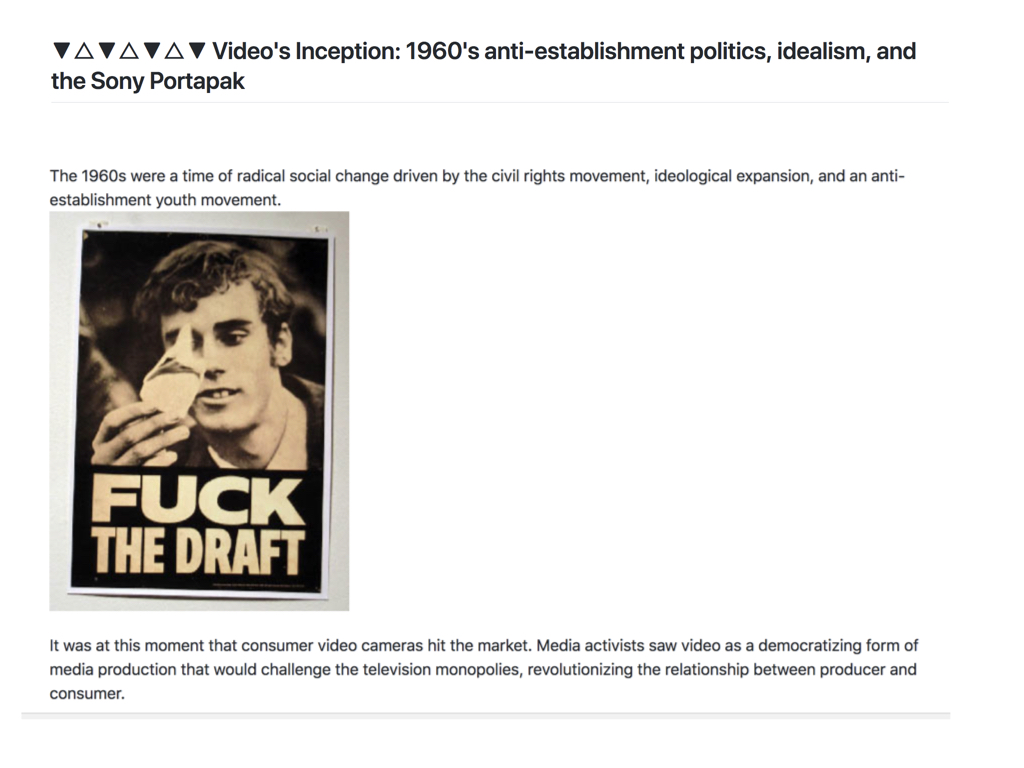 ▼△▼△▼△▼ Video's Inception: 1960's anti-establishment politics, idealism, and
the Sony Portapak
The 1960s were a time of radical social change driven by the civil rights movement, ideological expansion, and an anti-
establishment youth movement.
FUCK
THE DRAFT
It was at this moment that consumer video cameras hit the market. Media activists saw video as a democratizing form of
media production that would challenge the television monopolies, revolutionizing the relationship between producer and
consumer.